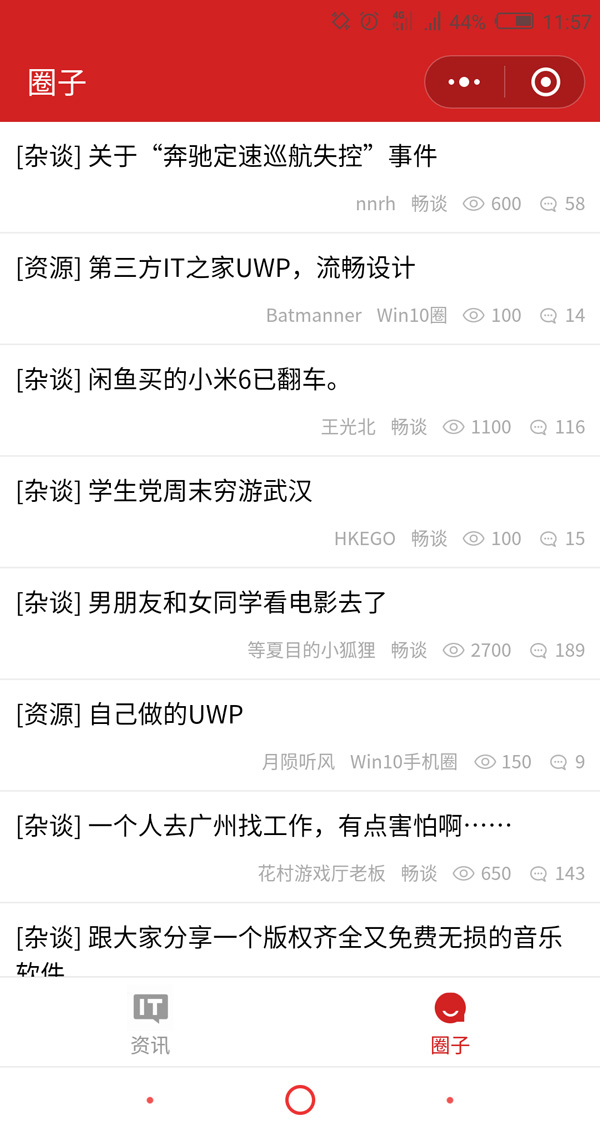 4G 44% 11:57
圈子
[杂谈] 关于“奔驰定速巡航失控”事件
nnrh 畅谈 600 58
[资源] 第三方IT之家UWP，流畅设计
Batmanner Win10圈 100 14
[杂谈] 闲鱼买的小米6已翻车。
王光北 畅谈 1100 116
[杂谈] 学生党周末穷游武汉
HKEGO 畅谈 100 15
[杂谈] 男朋友和女同学看电影去了
等夏目的小狐狸 畅谈 2700 189
[资源] 自己做的UWP
月陨听风 Win10手机圈 150 9
[杂谈] 一个人去广州找工作，有点害怕啊……
花村游戏厅老板 畅谈 650 143
[杂谈] 跟大家分享一个版权齐全又免费无损的音乐
软件
IT
资讯 圈子